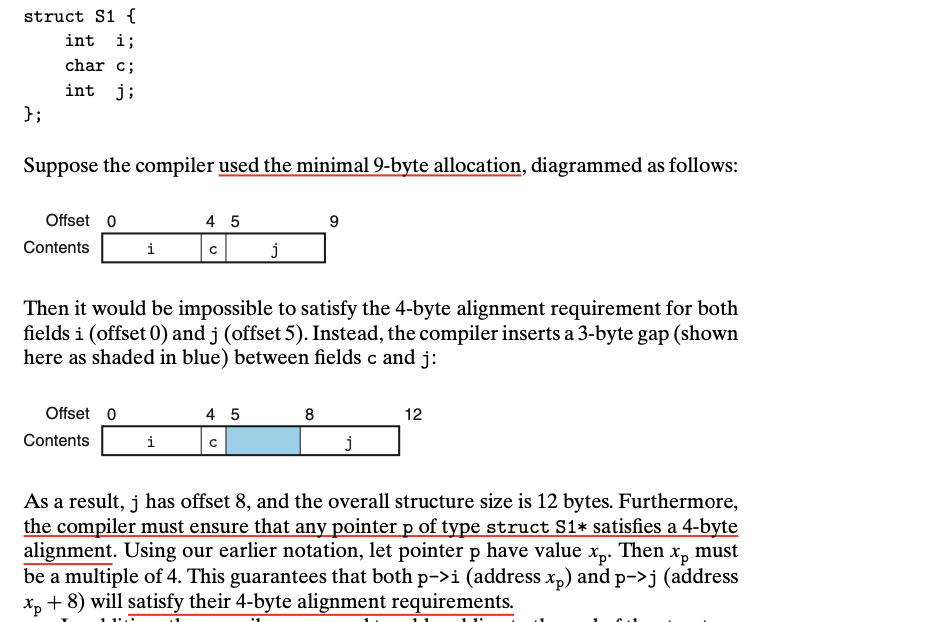 struct S1 {
int i;
char c;
int j;
};
Suppose the compiler used the minimal 9-byte allocation, diagrammed as follows:
Offset 0 4 5 9
Contents i c j
Then it would be impossible to satisfy the 4-byte alignment requirement for both
fields i (offset 0) and j (offset 5). Instead, the compiler inserts a 3-byte gap (shown
here as shaded in blue) between fields c and j:
Offset 0 4 5 8 12
Contents i c j
As a result, j has offset 8, and the overall structure size is 12 bytes. Furthermore,
the compiler must ensure that any pointer p of type struct S1* satisfies a 4-byte
alignment. Using our earlier notation, let pointer p have value xp. Then xp must
be a multiple of 4. This guarantees that both p->i (address xp) and p->j (address
xp + 8) will satisfy their 4-byte alignment requirements.